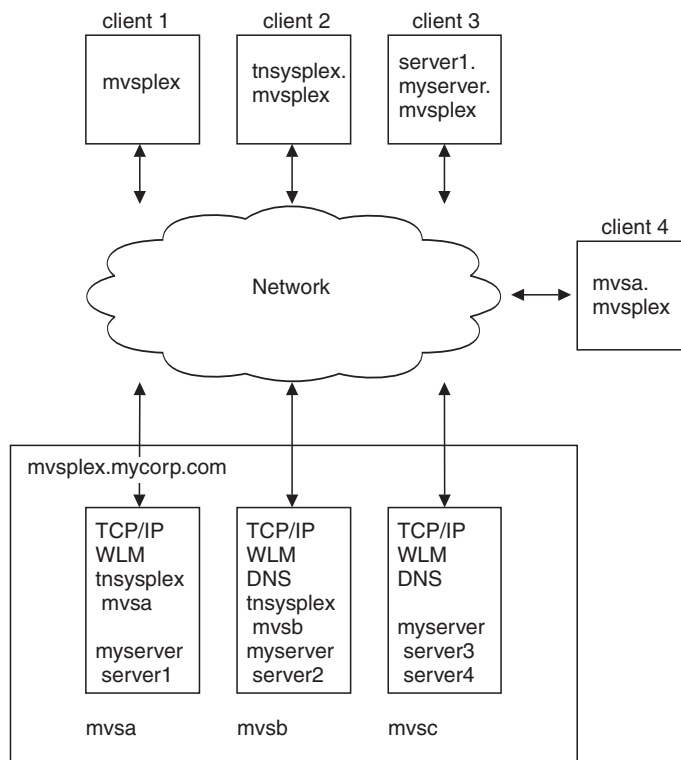 client 1
mvsplex
client 2
tnsysplex.
mvsplex
client 3
server1.
myserver.
mvsplex
client 4
mvsa.
mvsplex
Network
mvsplex.mycorp.com
TCP/IP
WLM
tnsysplex
mvsa
myserver
server1
mvsa
TCP/IP
WLM
DNS
tnsysplex
mvsb
myserver
server2
mvsb
TCP/IP
WLM
DNS
myserver
server3
server4
mvsc